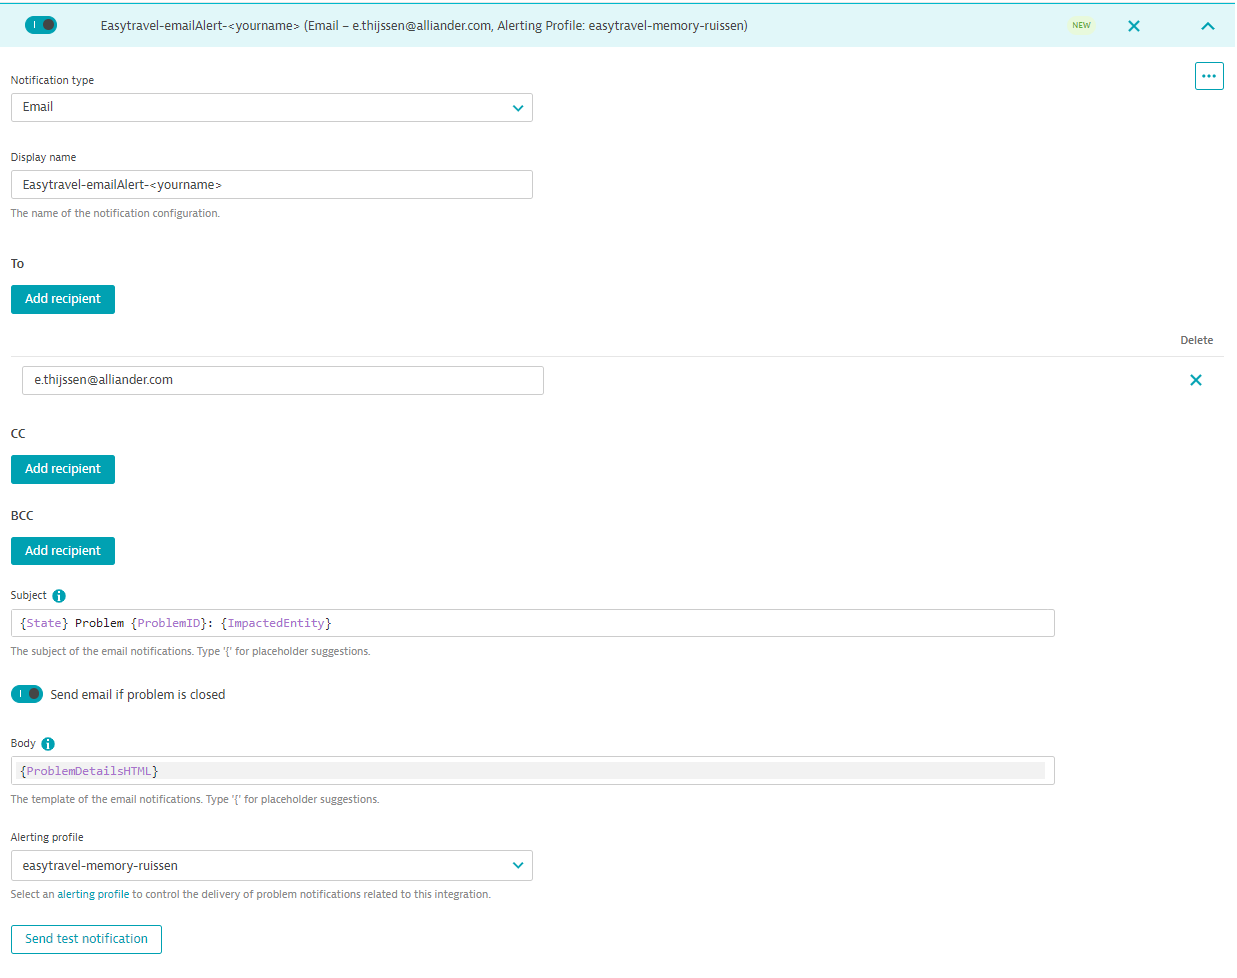 Easytravel-emailAlert-<yourname> (Email – e.thijssen@alliander.com, Alerting Profile: easytravel-memory-ruissen)
NEW
Notification type
Email
Display name
Easytravel-emailAlert-<yourname>
The name of the notification configuration.
To
Add recipient
Delete
e.thijssen@alliander.com
CC
Add recipient
BCC
Add recipient
Subject
{State} Problem {ProblemID}: {ImpactedEntity}
The subject of the email notifications. Type '{' for placeholder suggestions.
Send email if problem is closed
Body
{ProblemDetailsHTML}
The template of the email notifications. Type '{' for placeholder suggestions.
Alerting profile
easytravel-memory-ruissen
Select an alerting profile to control the delivery of problem notifications related to this integration.
Send test notification